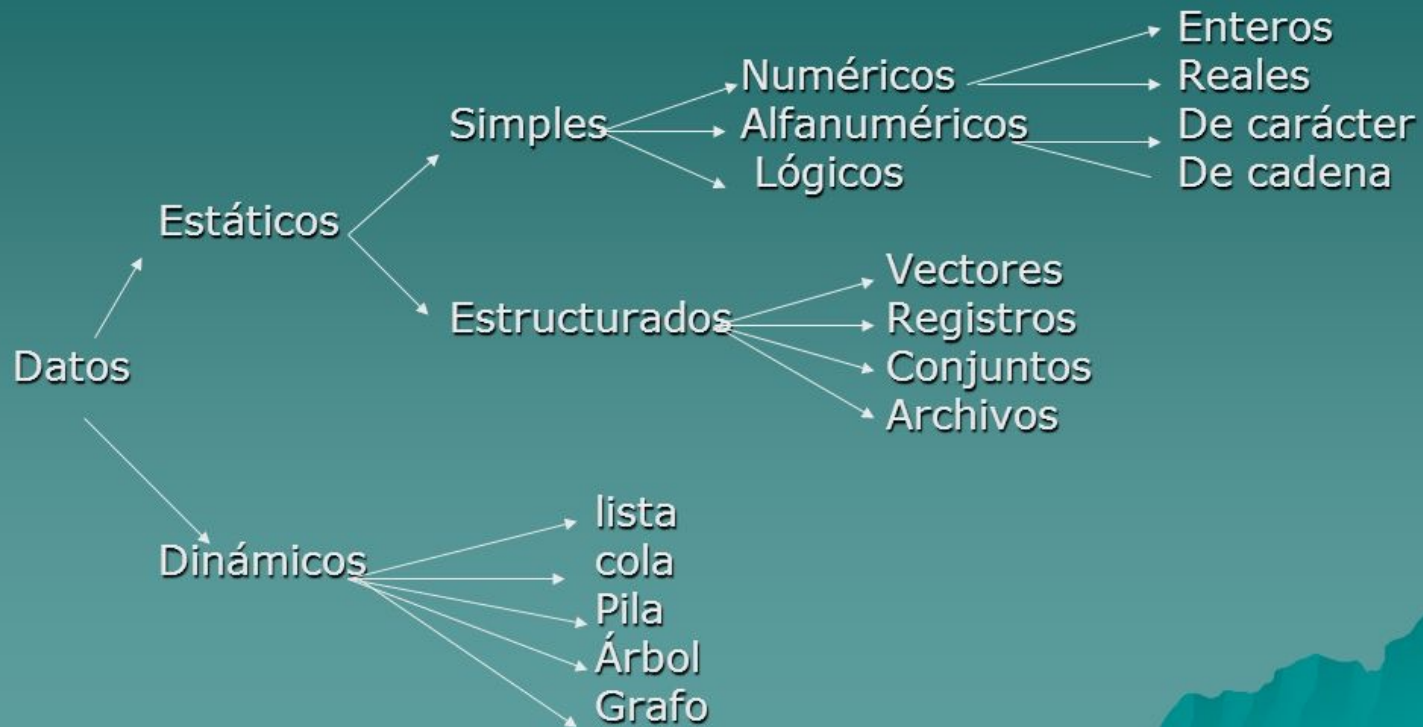 Enteros
Numéricos
Reales
Simples
Alfanuméricos
De carácter
Lógicos
De cadena
Estáticos
Vectores
Estructurados
Registros
Datos
Conjuntos
Archivos
lista
Dinámicos
cola
Pila
Árbol
Grafo